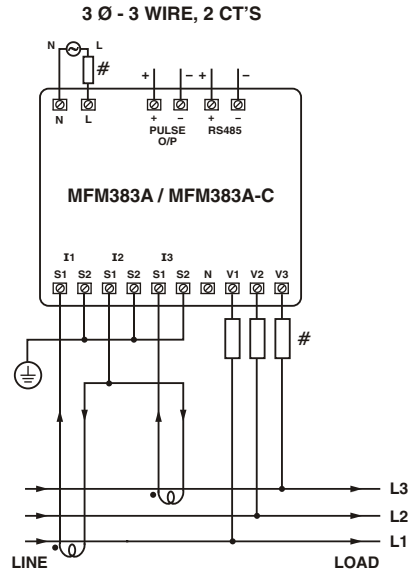 3 Ø - 3 WIRE, 2 CT'S
N L
#
+ – + –
N L + – + –
PULSE O/P RS485
MFM383A / MFM383A-C
I1 I2 I3
S1 S2 S1 S2 S1 S2 N V1 V2 V3
#
L3
L2
L1
LINE LOAD